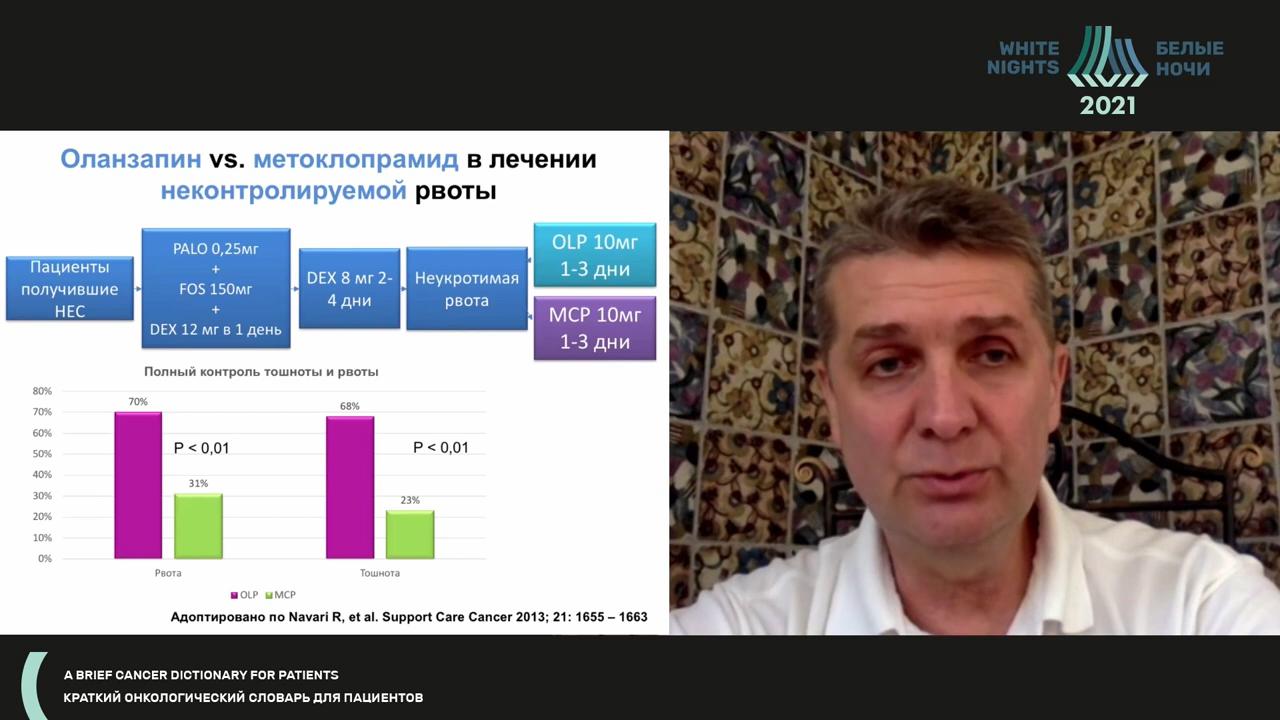 WHITE
NIGHTS
БЕЛЫЕ
НОЧИ
2021
Оланзапин vs. метоклопрамид в лечении
неконтролируемой рвоты
Пациенты
получившие
HEC
PALO 0,25мг
+
FOS 150мг
+
DEX 12 мг в 1 день
DEX 8 мг 2-
4 дни
Неукротимая
рвота
OLP 10мг
1-3 дни
MCP 10мг
1-3 дни
Полный контроль тошноты и рвоты
80%
70%
60%
50%
40%
30%
20%
10%
0%
70%
31%
P < 0,01
68%
23%
P < 0,01
Рвота
Тошнота
OLP MCP
Адоптировано по Navari R, et al. Support Care Cancer 2013; 21: 1655 – 1663
A BRIEF CANCER DICTIONARY FOR PATIENTS
КРАТКИЙ ОНКОЛОГИЧЕСКИЙ СЛОВАРЬ ДЛЯ ПАЦИЕНТОВ